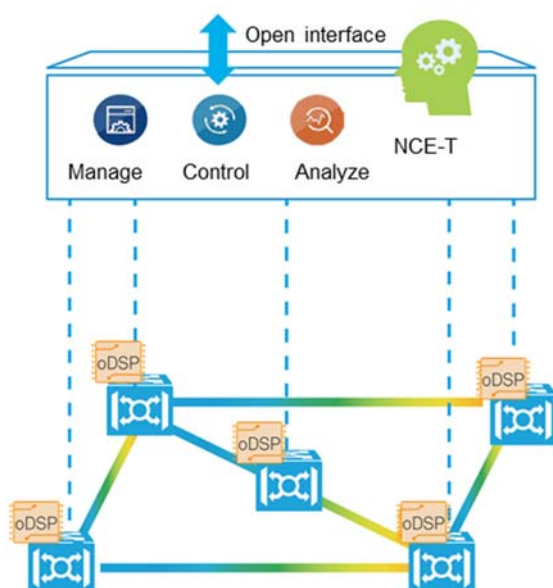 Open interface
NCE-T
Manage
Control
Analyze
oDSP
oDSP
oDSP
oDSP
oDSP